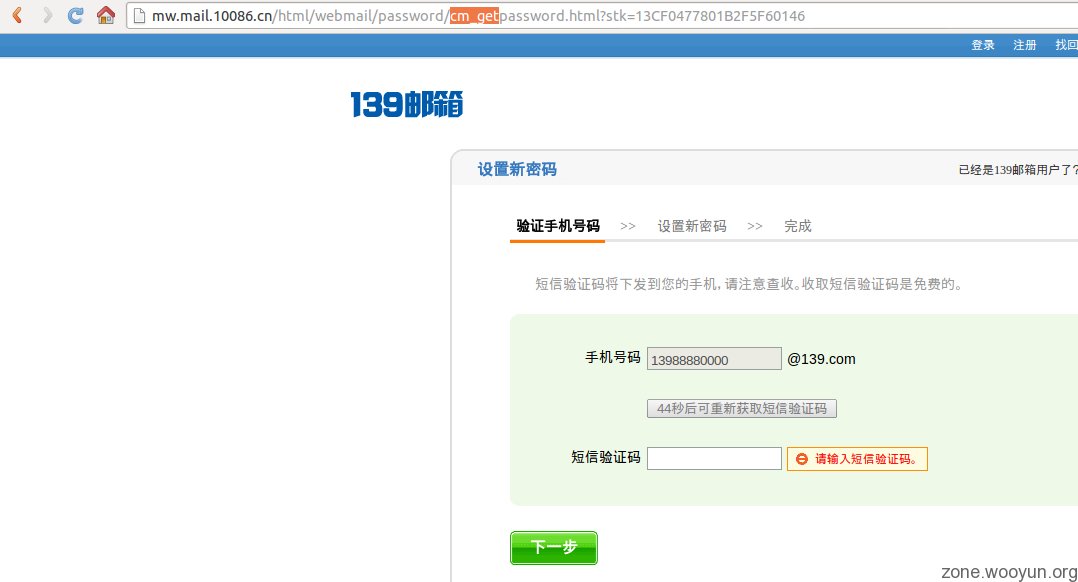 mw.mail.10086.cn/html/webmail/password/cm_getpassword.html?stk=13CF0477801B2F5F60146
登录 注册 找回
139邮箱
设置新密码 已经是139邮箱用户了?
验证手机号码 >> 设置新密码 >> 完成
短信验证码将下发到您的手机,请注意查收。收取短信验证码是免费的。
手机号码 13988880000 @139.com
44秒后可重新获取短信验证码
短信验证码 请输入短信验证码。
下一步
zone.wooyun.org